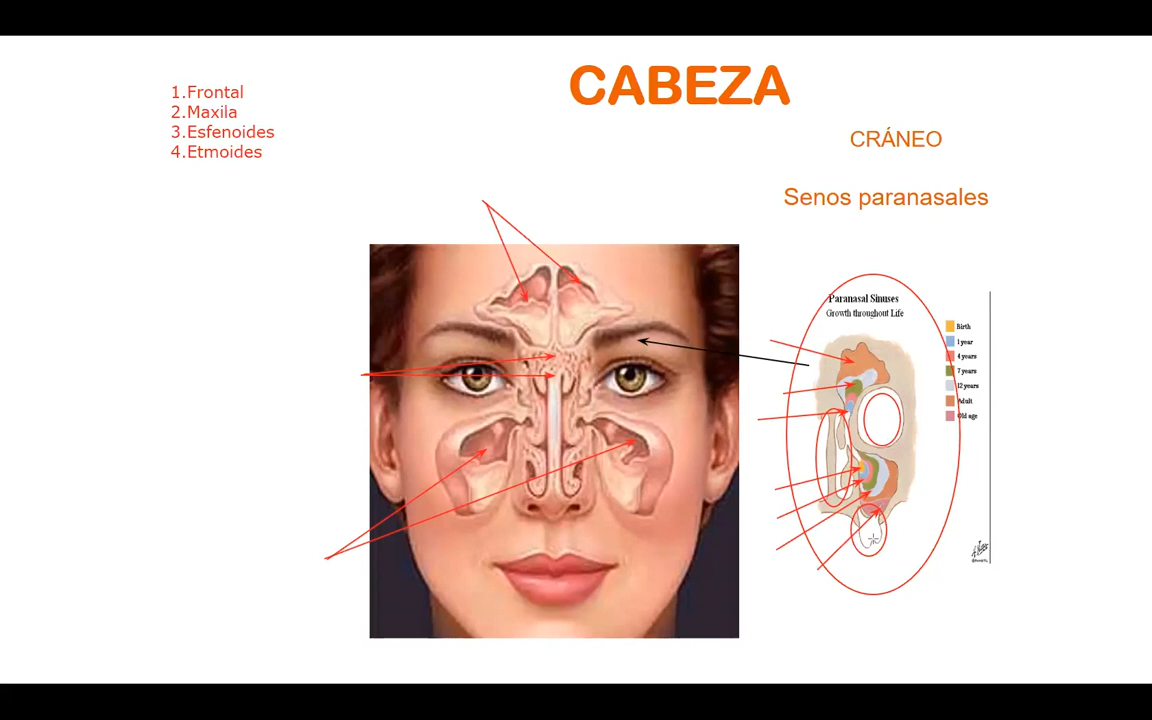 CABEZA
1.Frontal
2.Maxila
3.Esfenoides
4.Etmoides
CRÁNEO
Senos paranasales
Paranasal Sinuses
Growth throughout Life
Birth
1 year
4 years
7 years
12 years
Adult
Old age